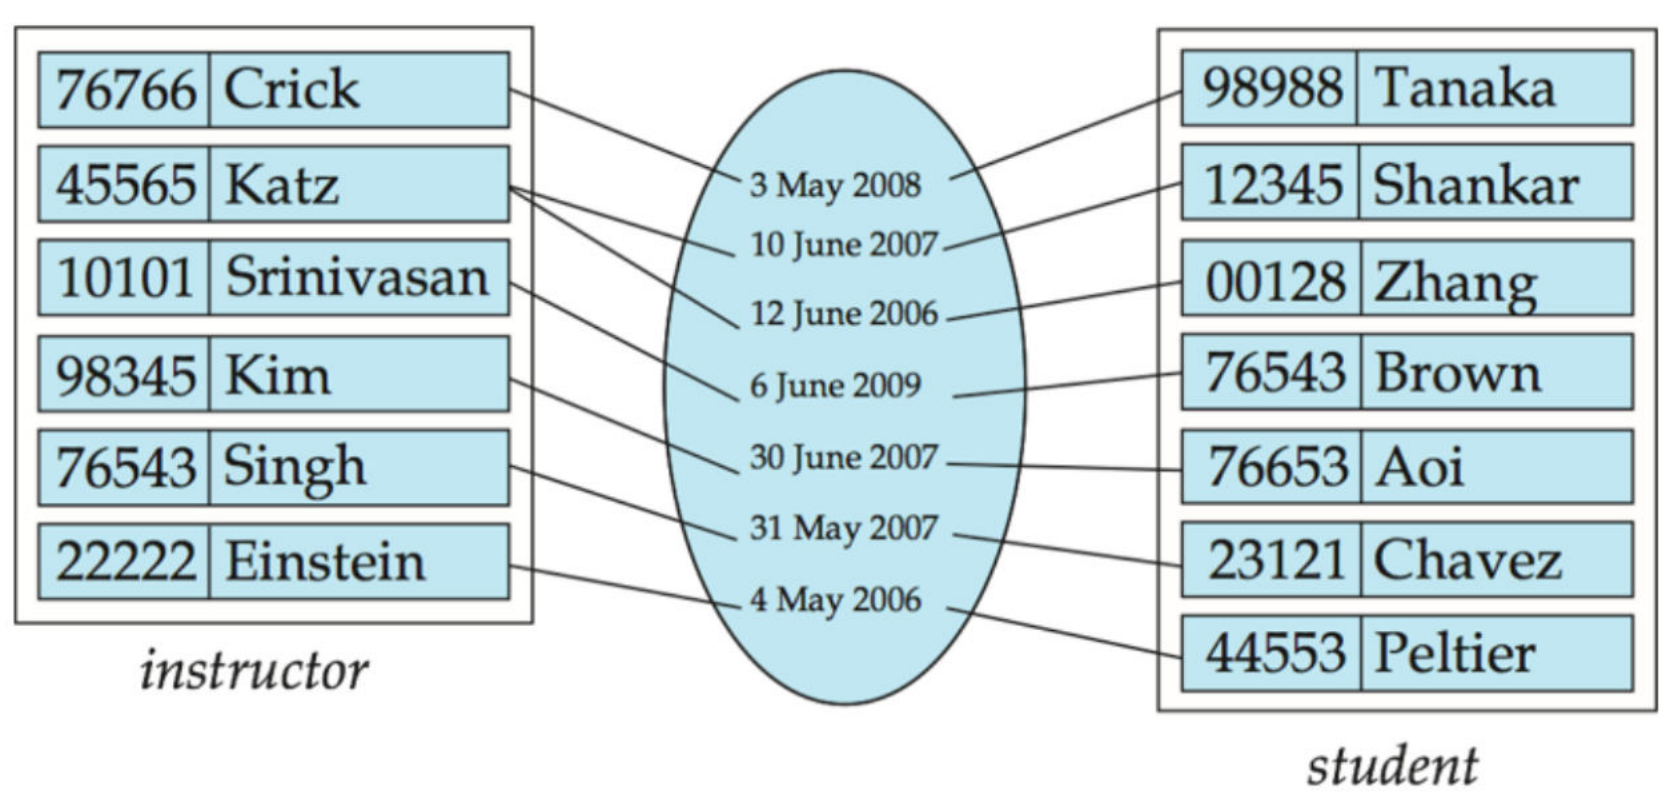 76766 Crick
45565 Katz
10101 Srinivasan
98345 Kim
76543 Singh
22222 Einstein
instructor
3 May 2008
10 June 2007
12 June 2006
6 June 2009
30 June 2007
31 May 2007
4 May 2006
98988 Tanaka
12345 Shankar
00128 Zhang
76543 Brown
76653 Aoi
23121 Chavez
44553 Peltier
student